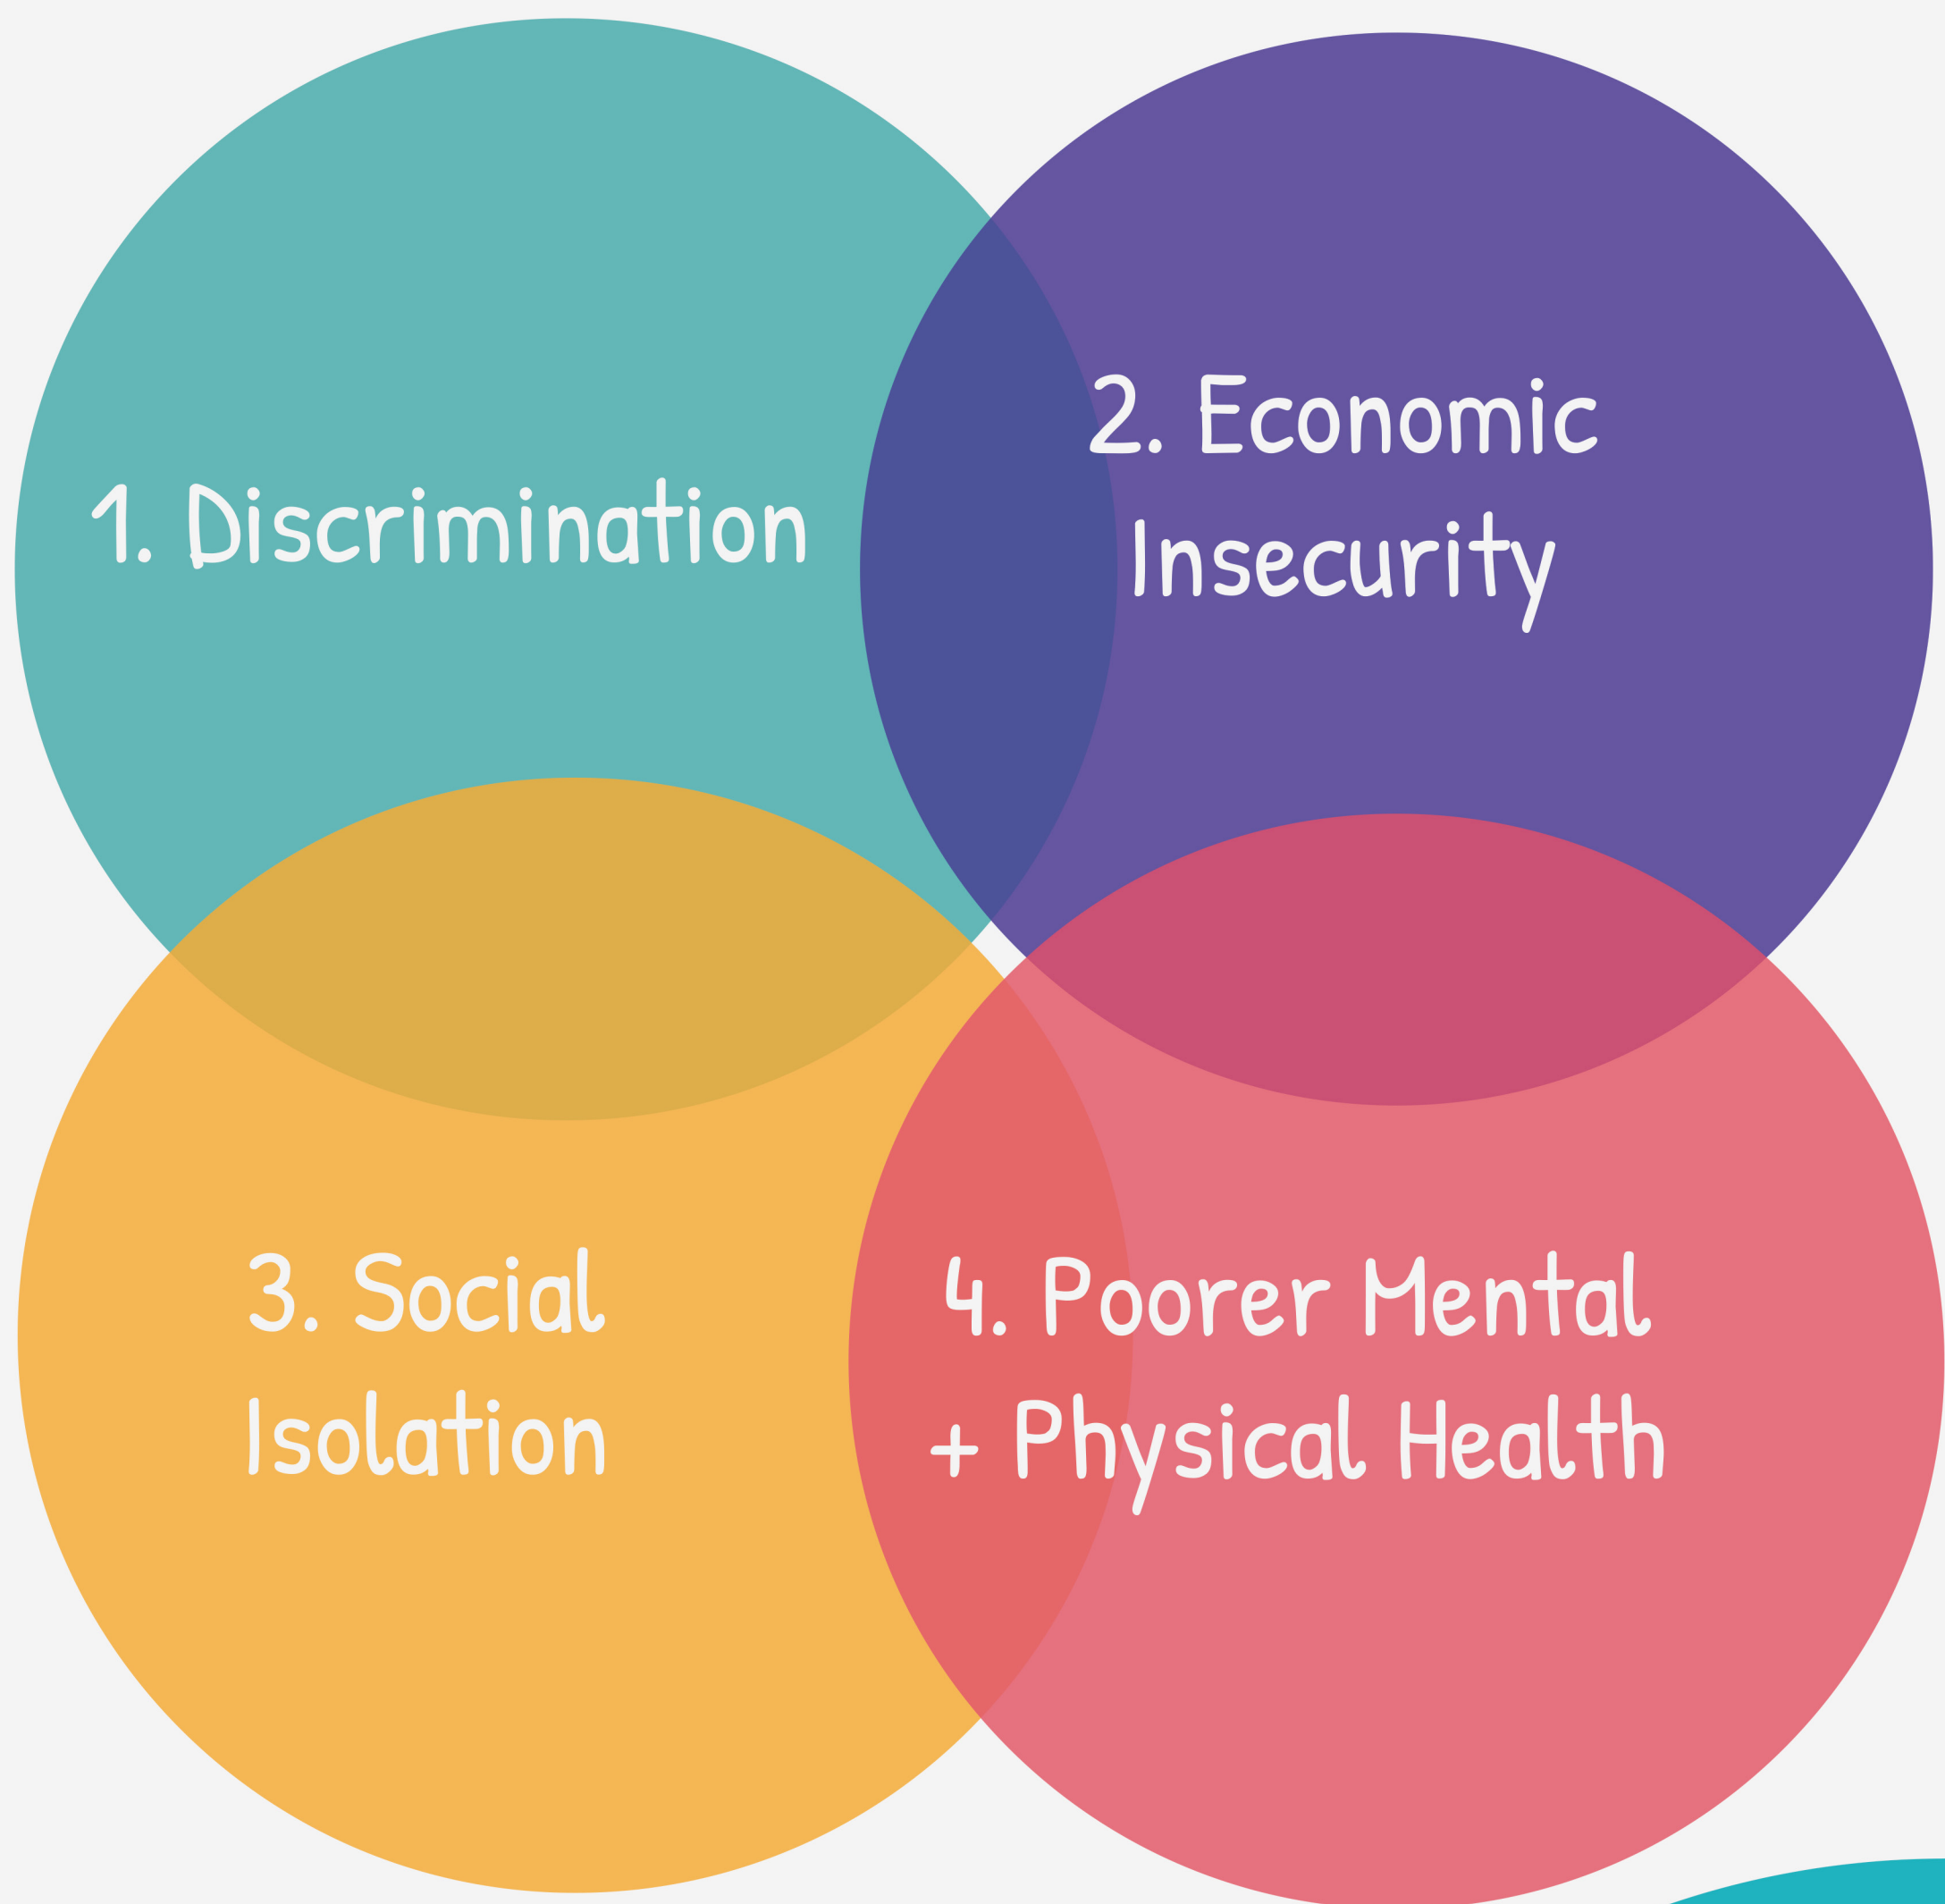 1. Discrimination
2. Economic
Insecurity
3. Social
Isolation
4. Poorer Mental
+ Physical Health